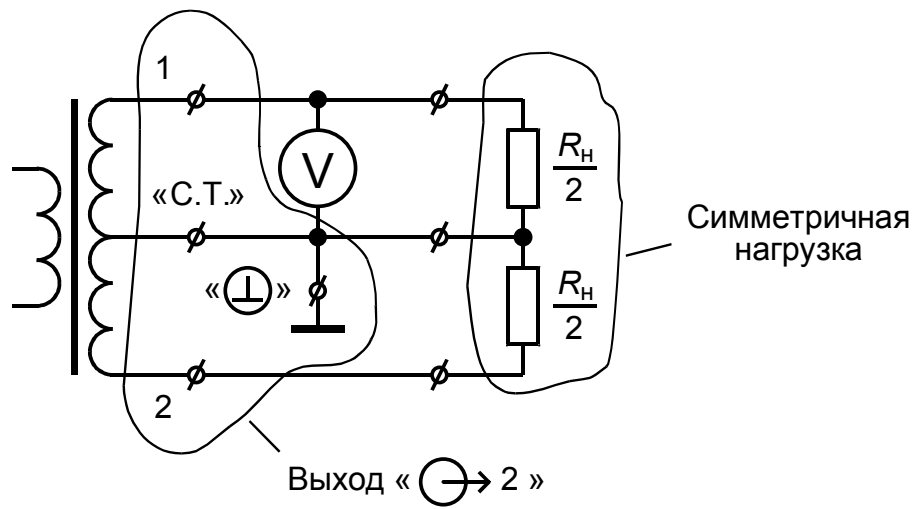 1
V
R
н
2
«С.Т.»
« »
R
н
2
Симметричная
нагрузка
2
Выход « 2 »